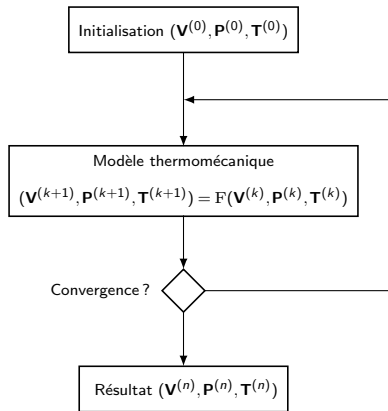 Initialisation (V^(0), P^(0), T^(0))
Modèle thermomécanique
(V^(k+1), P^(k+1), T^(k+1)) = F(V^(k), P^(k), T^(k))
Convergence ?
Résultat (V^(n), P^(n), T^(n))